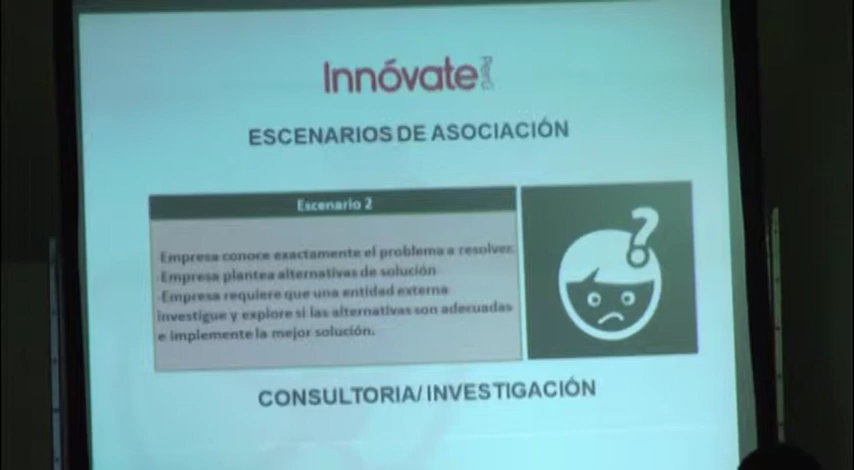 Innóvate Perú
ESCENARIOS DE ASOCIACIÓN
Escenario 2
Empresa conoce exactamente el problema a resolver.
-Empresa plantea alternativas de solución
-Empresa requiere que una entidad externa
investigue y explore si las alternativas son adecuadas
e implemente la mejor solución.
?
CONSULTORIA/ INVESTIGACIÓN